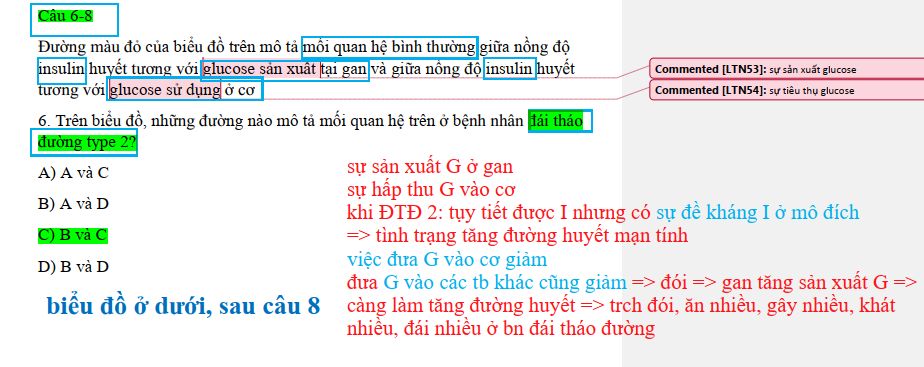 Câu 6-8
Đường màu đỏ của biểu đồ trên mô tả mối quan hệ bình thường giữa nồng độ
insulin huyết tương với glucose sản xuất tại gan và giữa nồng độ insulin huyết
tương với glucose sử dụng ở cơ
Commented [LTN53]: sự sản xuất glucose
Commented [LTN54]: sự tiêu thụ glucose
6. Trên biểu đồ, những đường nào mô tả mối quan hệ trên ở bệnh nhân đái tháo
đường type 2?
A) A và C
B) A và D
C) B và C
D) B và D
sự sản xuất G ở gan
sự hấp thu G vào cơ
khi ĐTĐ 2: tụy tiết được I nhưng có sự đề kháng I ở mô đích
=> tình trạng tăng đường huyết mạn tính
việc đưa G vào cơ giảm
đưa G vào các tb khác cũng giảm => đói => gan tăng sản xuất G =>
càng làm tăng đường huyết => trch đói, ăn nhiều, gây nhiều, khát
nhiều, đái nhiều ở bn đái tháo đường
biểu đồ ở dưới, sau câu 8